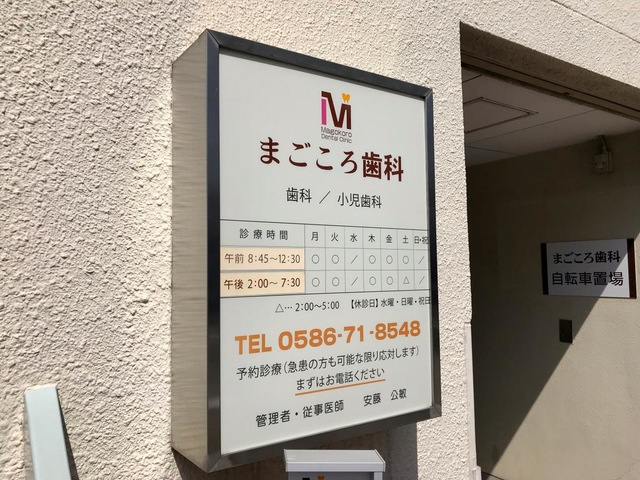 Magokoro
Dental Clinic
まごころ歯科
歯科 ／ 小児歯科
診療時間 月 火 水 木 金 土 日・祝
午前 8:45〜12:30 ○ ○ ／ ○ ○ ○ ／
午後 2:00〜 7:30 ○ ○ ／ ○ ○ △ ／
△… 2:00〜5:00 【休診日】水曜・日曜・祝日
TEL 0586-71-8548
予約診療（急患の方も可能な限り応対します）
まずはお電話ください
管理者・従事医師 安藤 公敏
まごころ歯科
自転車置場